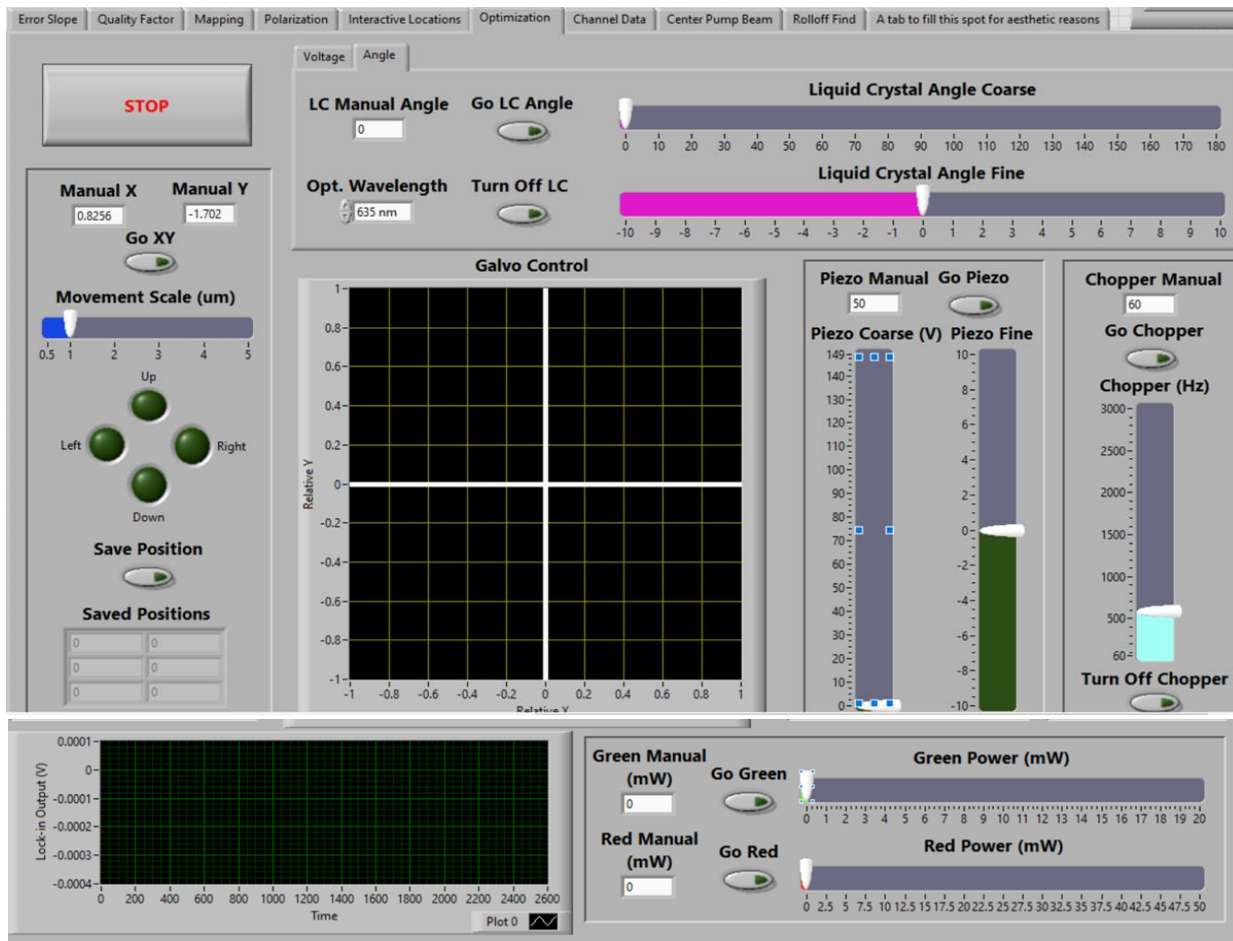 Error Slope Quality Factor Mapping Polarization Interactive Locations Optimization Channel Data Center Pump Beam Rolloff Find A tab to fill this spot for aesthetic reasons
STOP
Manual X Manual Y
0.8256 -1.702
Go XY
Movement Scale (um)
0.5 1 2 3 4 5
Up
Left Right
Down
Save Position
Saved Positions
0 0
0 0
0 0
Voltage Angle
LC Manual Angle Go LC Angle
0
Opt. Wavelength Turn Off LC
635 nm
Liquid Crystal Angle Coarse
0 10 20 30 40 50 60 70 80 90 100 110 120 130 140 150 160 170 180
Liquid Crystal Angle Fine
-10 -9 -8 -7 -6 -5 -4 -3 -2 -1 0 1 2 3 4 5 6 7 8 9 10
Galvo Control
Relative Y
1
0.8
0.6
0.4
0.2
0
-0.2
-0.4
-0.6
-0.8
-1
-1 -0.8 -0.6 -0.4 -0.2 0 0.2 0.4 0.6 0.8 1
Piezo Manual Go Piezo
50
Piezo Coarse (V) Piezo Fine
149
140
130
120
110
100
90
80
70
60
50
40
30
20
10
0
10
8
6
4
2
0
-2
-4
-6
-8
-10
Chopper Manual
60
Go Chopper
Chopper (Hz)
3000
2500
2000
1500
1000
500
60
Turn Off Chopper
Lock-in Output (V)
0.0001
0
-0.0001
-0.0002
-0.0003
-0.0004
0 200 400 600 800 1000 1200 1400 1600 1800 2000 2200 2400 2600
Time
Plot 0
Green Manual
(mW)
0
Go Green
Green Power (mW)
0 1 2 3 4 5 6 7 8 9 10 11 12 13 14 15 16 17 18 19 20
Red Manual
(mW)
0
Go Red
Red Power (mW)
0 2.5 5 7.5 10 12.5 15 17.5 20 22.5 25 27.5 30 32.5 35 37.5 40 42.5 45 47.5 50